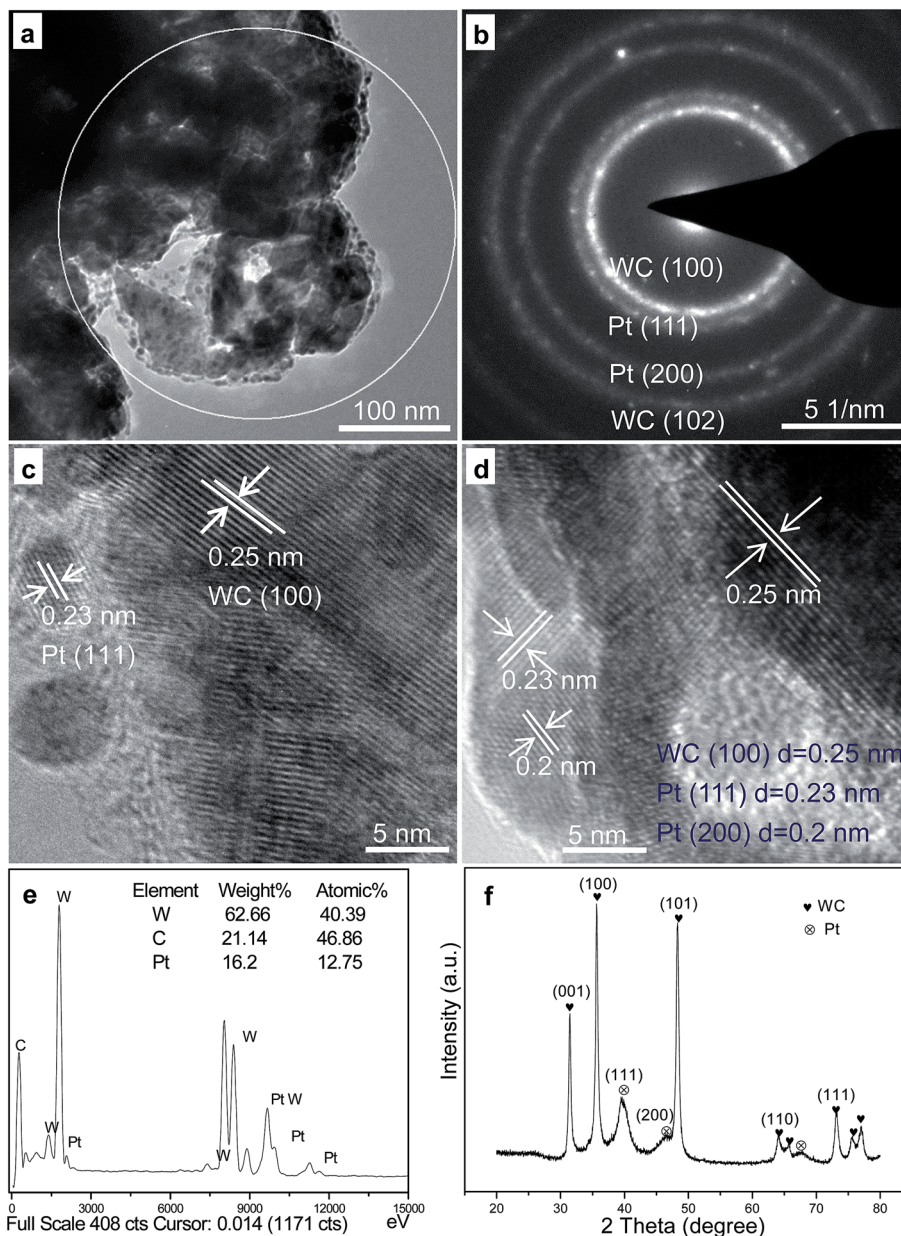 a
100 nm
b
WC (100)
Pt (111)
Pt (200)
WC (102)
5 1/nm
c
0.25 nm
WC (100)
0.23 nm
Pt (111)
5 nm
d
0.25 nm
0.23 nm
0.2 nm
WC (100) d=0.25 nm
Pt (111) d=0.23 nm
Pt (200) d=0.2 nm
5 nm
e
Element Weight% Atomic%
W 62.66 40.39
C 21.14 46.86
Pt 16.2 12.75
W
C
W
Pt
W
W
Pt W
Pt
Pt
0 3000 6000 9000 12000 15000
eV
Full Scale 408 cts Cursor: 0.014 (1171 cts)
f
(100)
(101)
♥ WC
⊗ Pt
(001)
(111)
(200)
(110)
(111)
Intensity (a.u.)
20 30 40 50 60 70 80
2 Theta (degree)